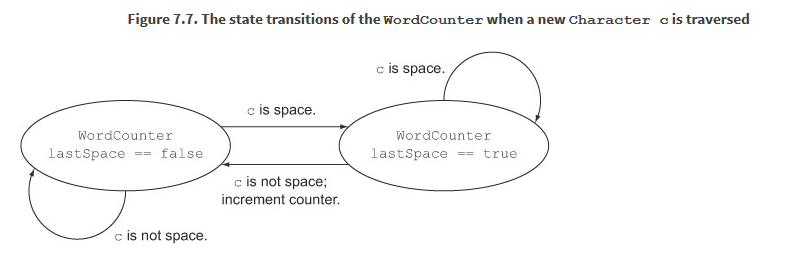 Figure 7.7. The state transitions of the WordCounter when a new Character c is traversed
c is space.
c is space.
WordCounter
lastSpace == false
WordCounter
lastSpace == true
c is not space;
increment counter.
c is not space.